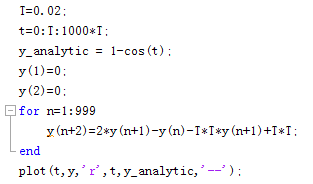 T=0.02;
t=0:T:1000*T;
y_analytic = 1-cos(t);
y(1)=0;
y(2)=0;
for n=1:999
y(n+2)=2*y(n+1)-y(n)-T*T*y(n+1)+T*T;
end
plot(t,y,'r',t,y_analytic,'--');